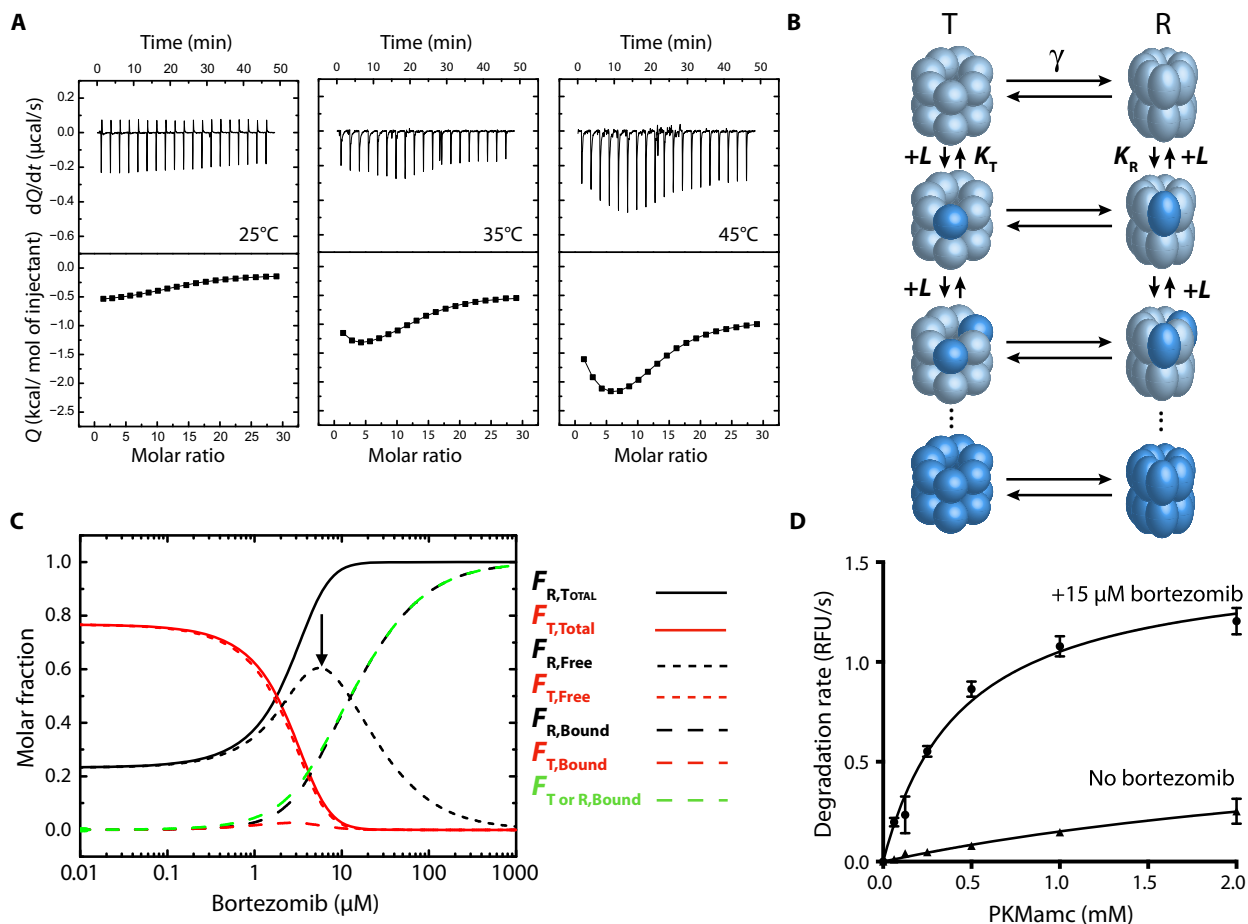 A
Time (min)
Time (min)
Time (min)
0 10 20 30 40 50
0 10 20 30 40 50
0 10 20 30 40 50
dQ/dt (μcal/s)
0.2
0.0
−0.2
−0.4
−0.6
25°C
35°C
45°C
Q (kcal/ mol of injectant)
0.0
−0.5
−1.0
−1.5
−2.0
−2.5
0 5 10 15 20 25 30
0 5 10 15 20 25 30
0 5 10 15 20 25 30
Molar ratio
Molar ratio
Molar ratio
B
T R
γ
+L K_T K_R +L
+L +L
C
Molar fraction
1.0
0.8
0.6
0.4
0.2
0.0
0.01 0.1 1 10 100 1000
Bortezomib (μM)
F R,Total
F T,Total
F R,Free
F T,Free
F R,Bound
F T,Bound
F T or R,Bound
D
Degradation rate (RFU/s)
1.5
1.0
0.5
0.0
+15 μM bortezomib
No bortezomib
0.0 0.5 1.0 1.5 2.0
PKMamc (mM)